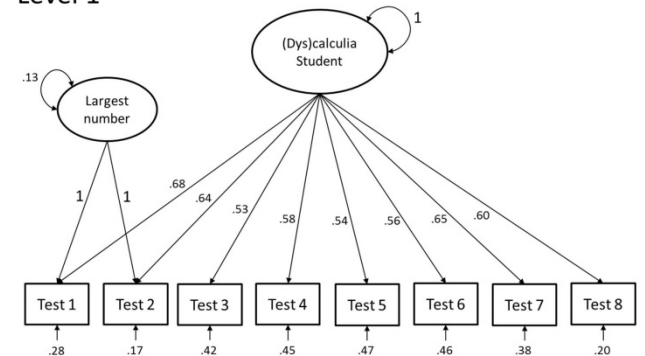 Level 1
1
(Dys)calculia
Student
.13
Largest
number
1 1 .68 .64 .53 .58 .54 .56 .65 .60
Test 1 Test 2 Test 3 Test 4 Test 5 Test 6 Test 7 Test 8
.28 .17 .42 .45 .47 .46 .38 .20